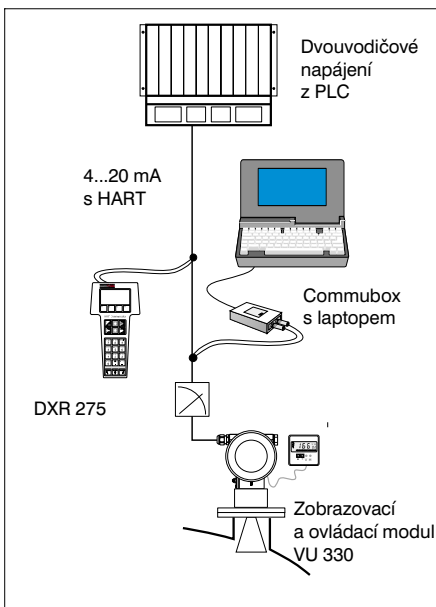 Dvouvodičové
napájení
z PLC
4...20 mA
s HART
Commubox
s laptopem
DXR 275
Zobrazovací
a ovládací modul
VU 330